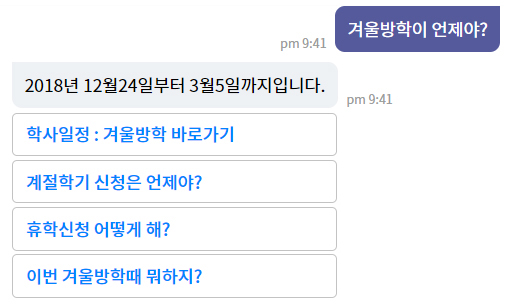 겨울방학이 언제야?
pm 9:41
2018년 12월24일부터 3월5일까지입니다.
pm 9:41
학사일정 : 겨울방학 바로가기
계절학기 신청은 언제야?
휴학신청 어떻게 해?
이번 겨울방학때 뭐하지?